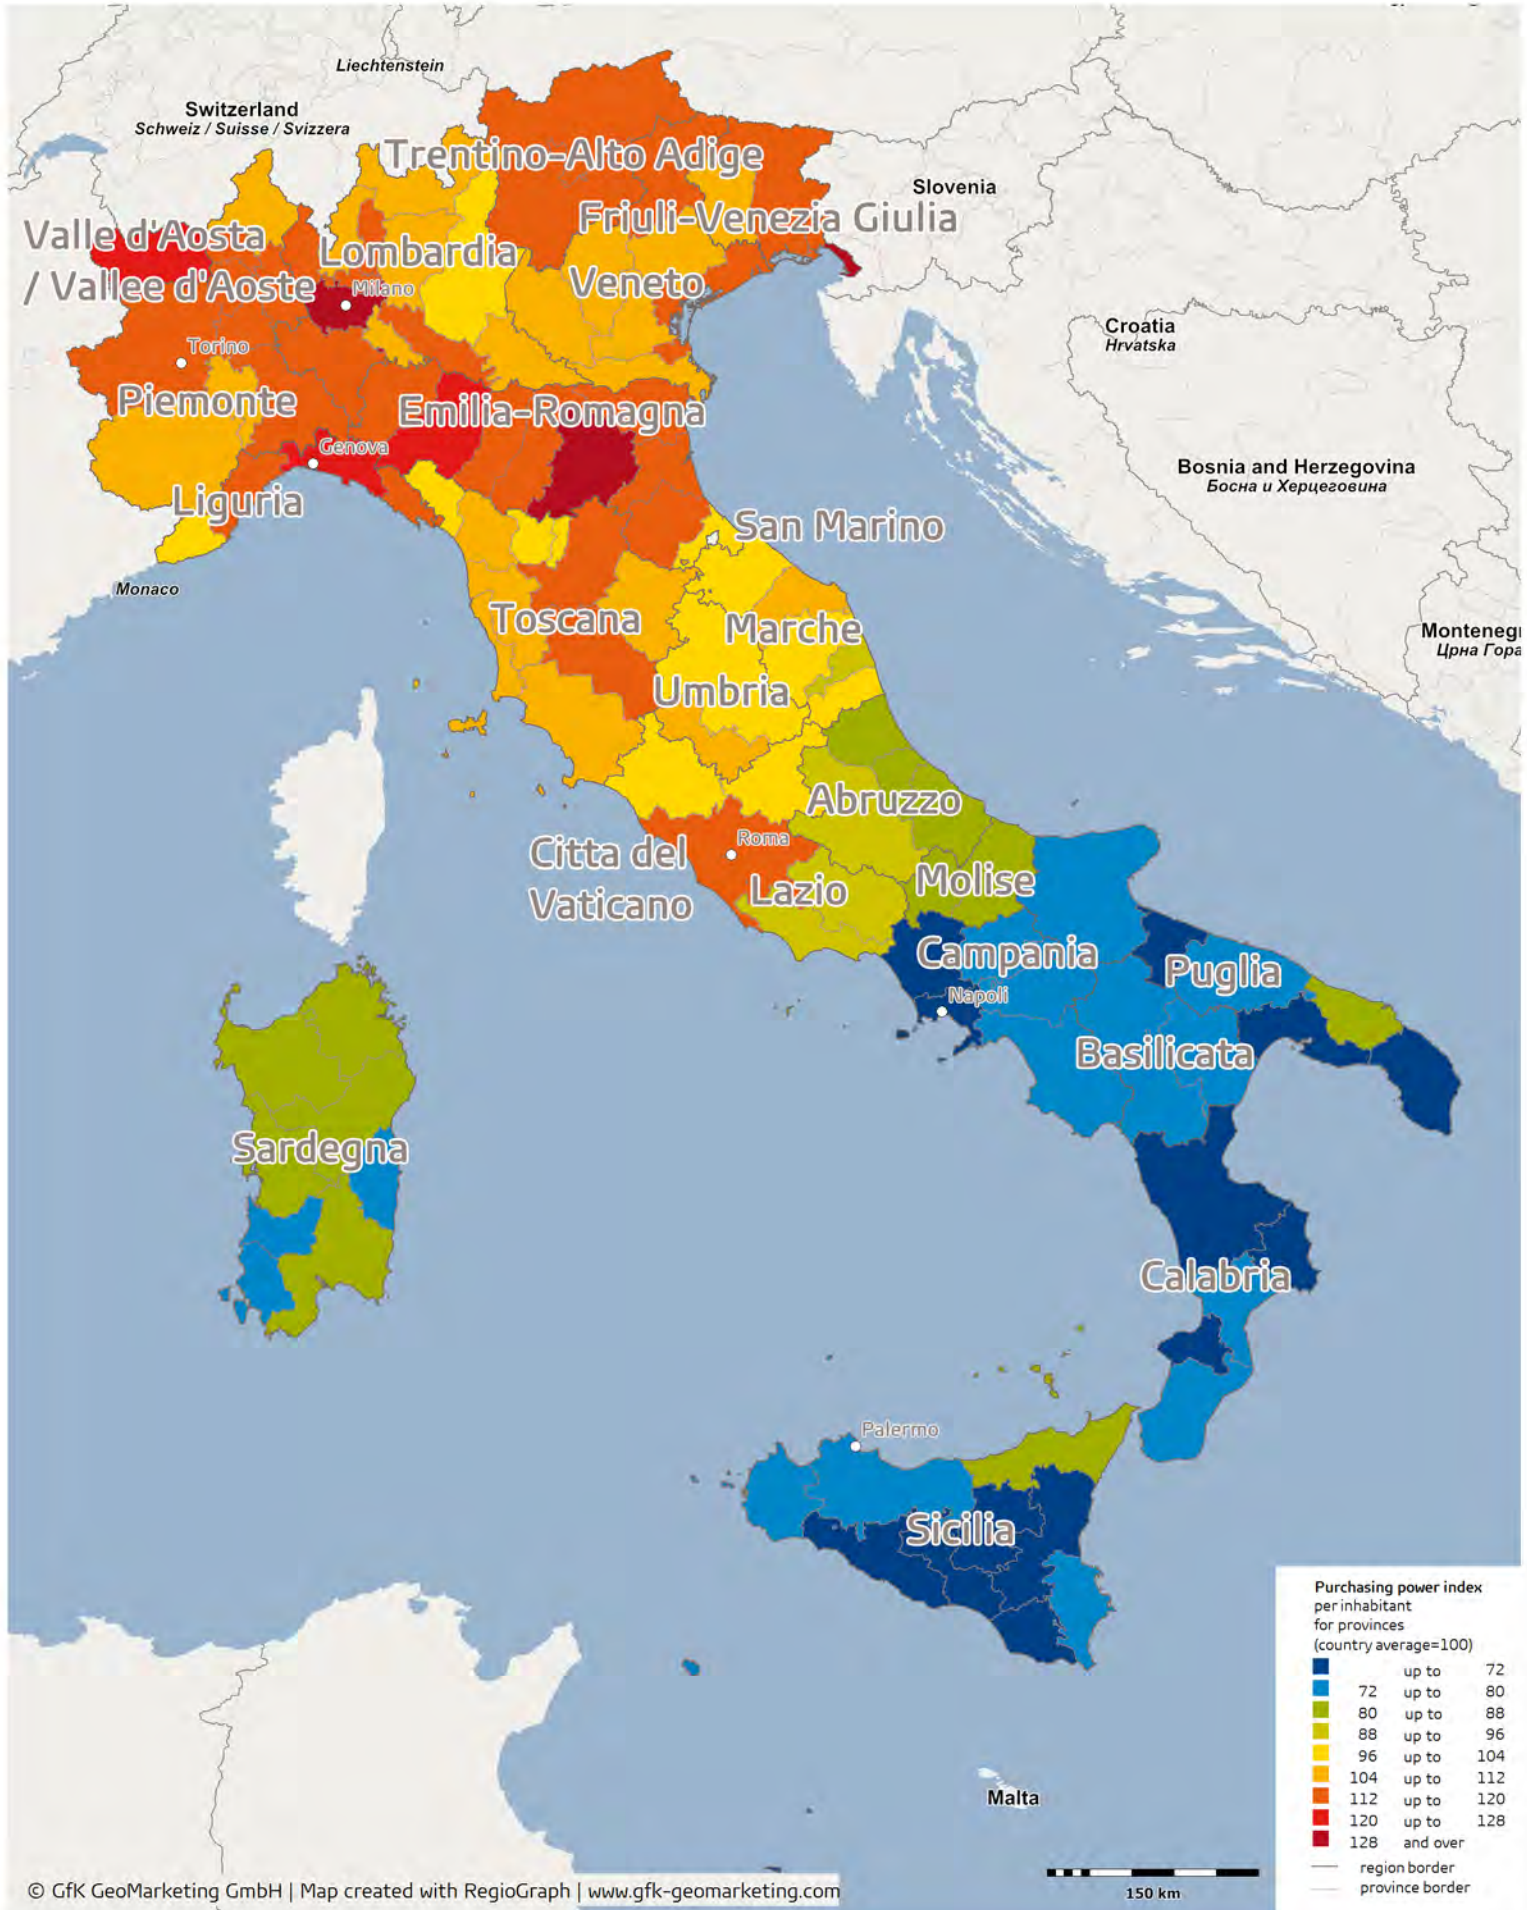 Liechtenstein
Switzerland
Schweiz / Suisse / Svizzera
Trentino-Alto Adige
Slovenia
Friuli-Venezia Giulia
Valle d'Aosta
/ Vallee d'Aoste
Lombardia
Veneto
Milano
Croatia
Hrvatska
Torino
Piemonte
Emilia-Romagna
Genova
Bosnia and Herzegovina
Босна и Херцеговина
Liguria
San Marino
Monaco
Toscana
Marche
Monteneg
Црна Гора
Umbria
Abruzzo
Roma
Citta del
Vaticano
Lazio
Molise
Campania
Puglia
Napoli
Basilicata
Sardegna
Calabria
Palermo
Sicilia
Malta
Purchasing power index
per inhabitant
for provinces
(country average=100)
up to 72
72 up to 80
80 up to 88
88 up to 96
96 up to 104
104 up to 112
112 up to 120
120 up to 128
128 and over
region border
province border
150 km
© GfK GeoMarketing GmbH | Map created with RegioGraph | www.gfk-geomarketing.com